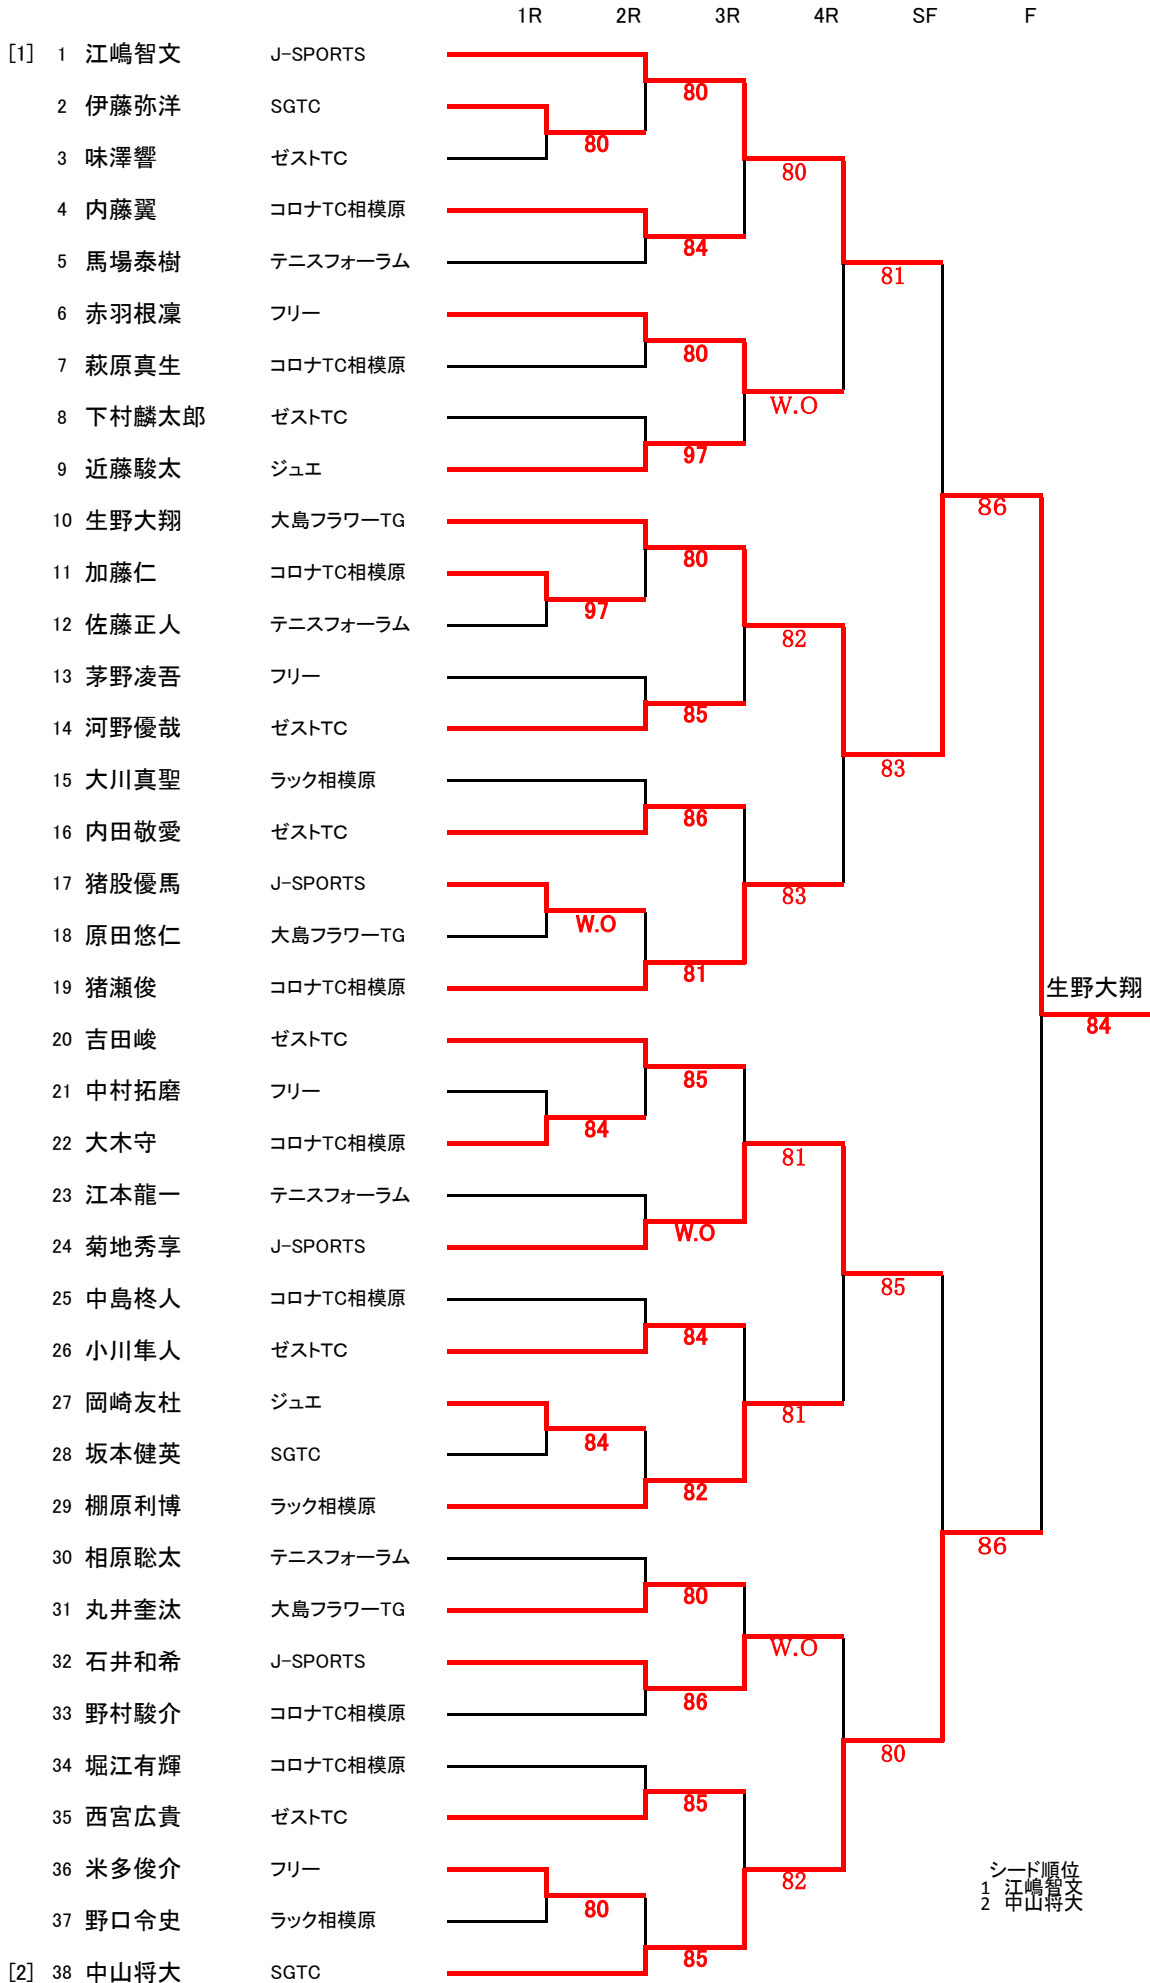 1R 2R 3R 4R SF F
[1] 1 江嶋智文 J-SPORTS
80
2 伊藤弥洋 SGTC
80
3 味澤響 ゼストTC
80
4 内藤翼 コロナTC相模原
84
5 馬場泰樹 テニスフォーラム
81
6 赤羽根凜 フリー
80
7 萩原真生 コロナTC相模原
W.O
8 下村麟太郎 ゼストTC
97
9 近藤駿太 ジュエ
86
10 生野大翔 大島フラワーTG
80
11 加藤仁 コロナTC相模原
97
12 佐藤正人 テニスフォーラム
82
13 茅野凌吾 フリー
85
14 河野優哉 ゼストTC
83
15 大川真聖 ラック相模原
86
16 内田敬愛 ゼストTC
17 猪股優馬 J-SPORTS
83
W.O
18 原田悠仁 大島フラワーTG
81
19 猪瀬俊 コロナTC相模原
生野大翔
84
20 吉田峻 ゼストTC
85
21 中村拓磨 フリー
84
22 大木守 コロナTC相模原
81
23 江本龍一 テニスフォーラム
W.O
24 菊地秀享 J-SPORTS
85
25 中島柊人 コロナTC相模原
84
26 小川隼人 ゼストTC
27 岡崎友杜 ジュエ
81
84
28 坂本健英 SGTC
82
29 棚原利博 ラック相模原
86
30 相原聡太 テニスフォーラム
80
31 丸井奎汰 大島フラワーTG
W.O
32 石井和希 J-SPORTS
86
33 野村駿介 コロナTC相模原
80
34 堀江有輝 コロナTC相模原
85
35 西宮広貴 ゼストTC
36 米多俊介 フリー
82
80
37 野口令史 ラック相模原
85
[2] 38 中山将大 SGTC
シード順位
1 江嶋智文
2 中山将大